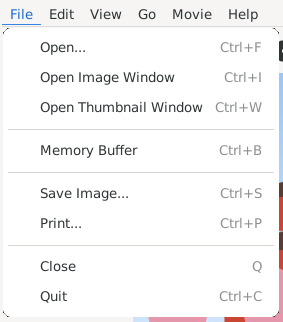 File Edit View Go Movie Help
Open... Ctrl+F
Open Image Window Ctrl+I
Open Thumbnail Window Ctrl+W
Memory Buffer Ctrl+B
Save Image... Ctrl+S
Print... Ctrl+P
Close Q
Quit Ctrl+C